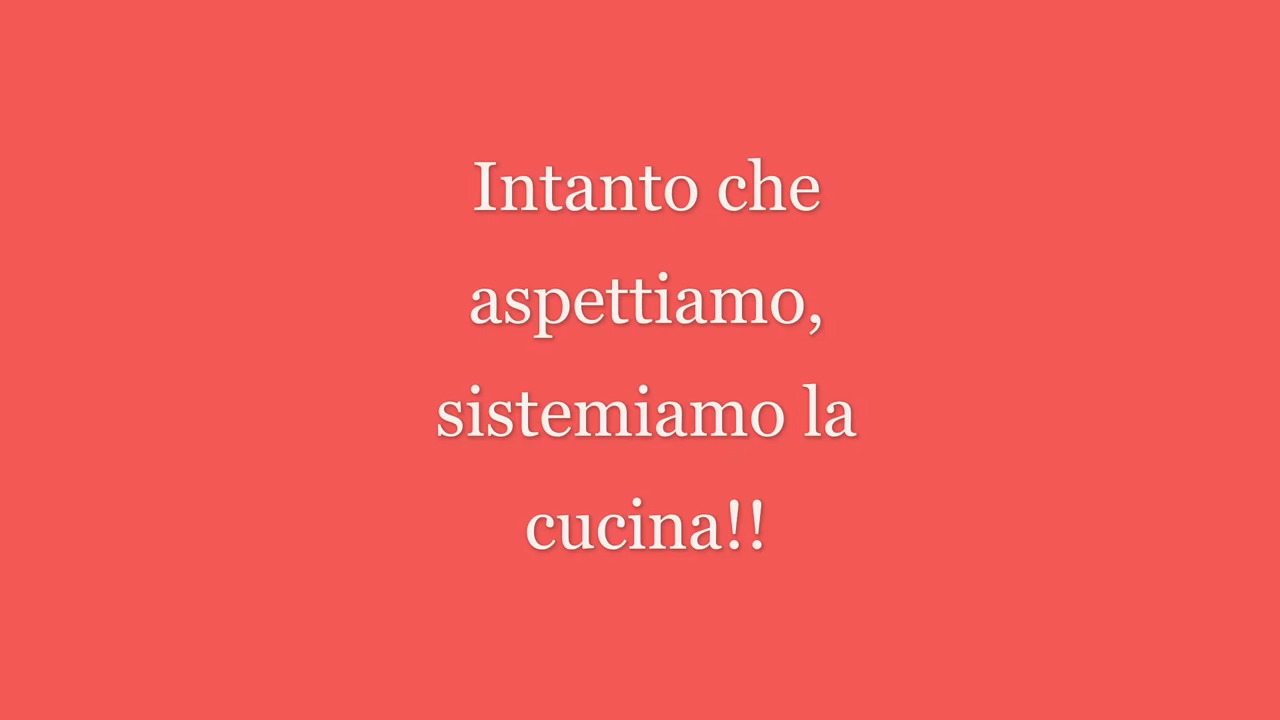 Intanto che
aspettiamo,
sistemiamo la
cucina!!